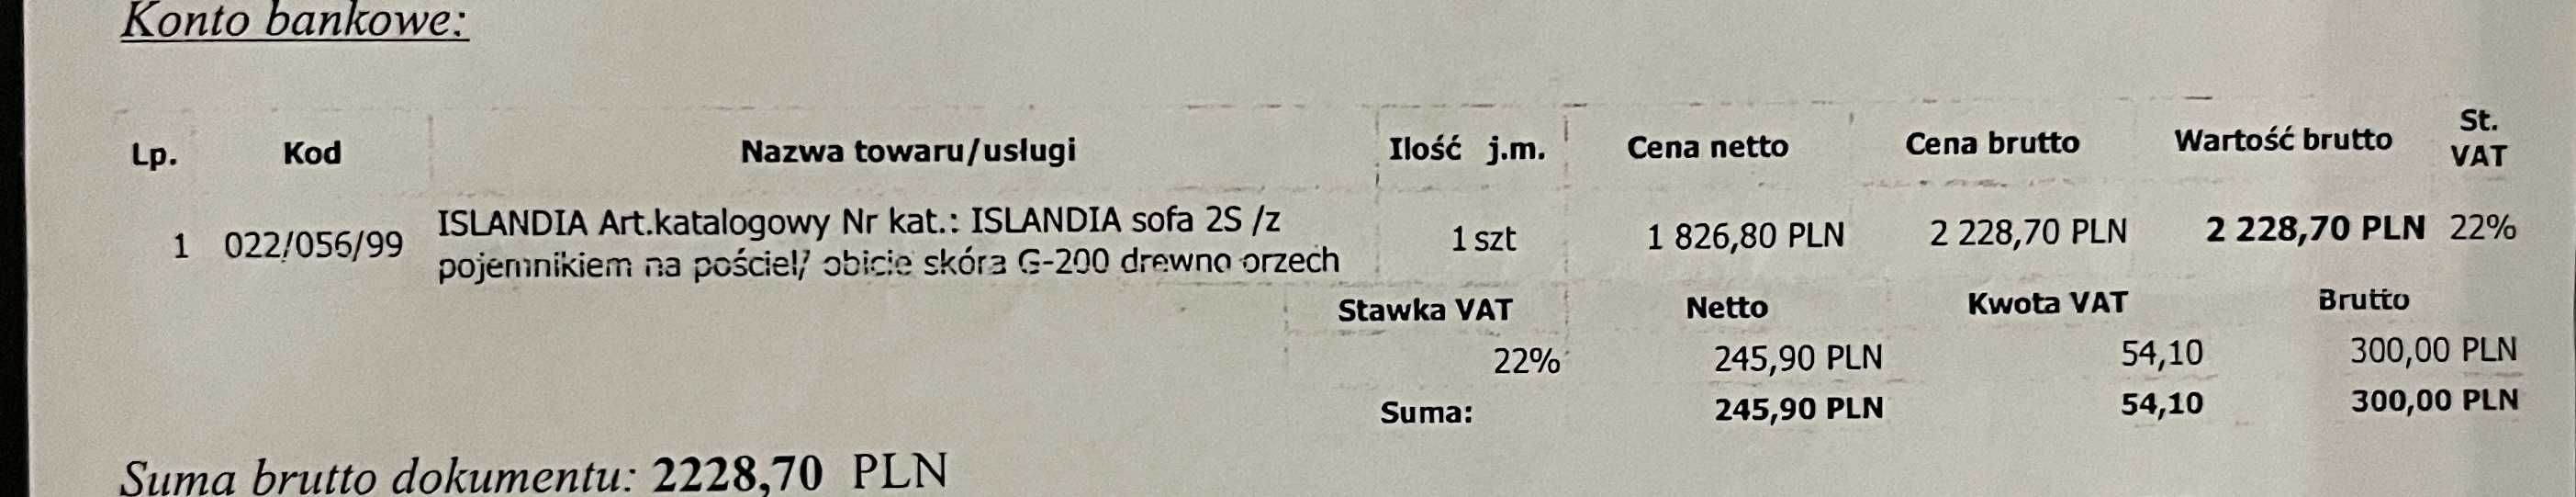 Konto bankowe:
Lp. Kod Nazwa towaru/usługi Ilość j.m. Cena netto Cena brutto Wartość brutto St. VAT
1 022/056/99 ISLANDIA Art.katalogowy Nr kat.: ISLANDIA sofa 2S /z 1 szt 1 826,80 PLN 2 228,70 PLN 2 228,70 PLN 22%
pojemnikiem na pościel/ obicie skóra G-200 drewno orzech
Stawka VAT Netto Kwota VAT Brutto
22% 245,90 PLN 54,10 300,00 PLN
Suma: 245,90 PLN 54,10 300,00 PLN
Suma brutto dokumentu: 2228,70 PLN